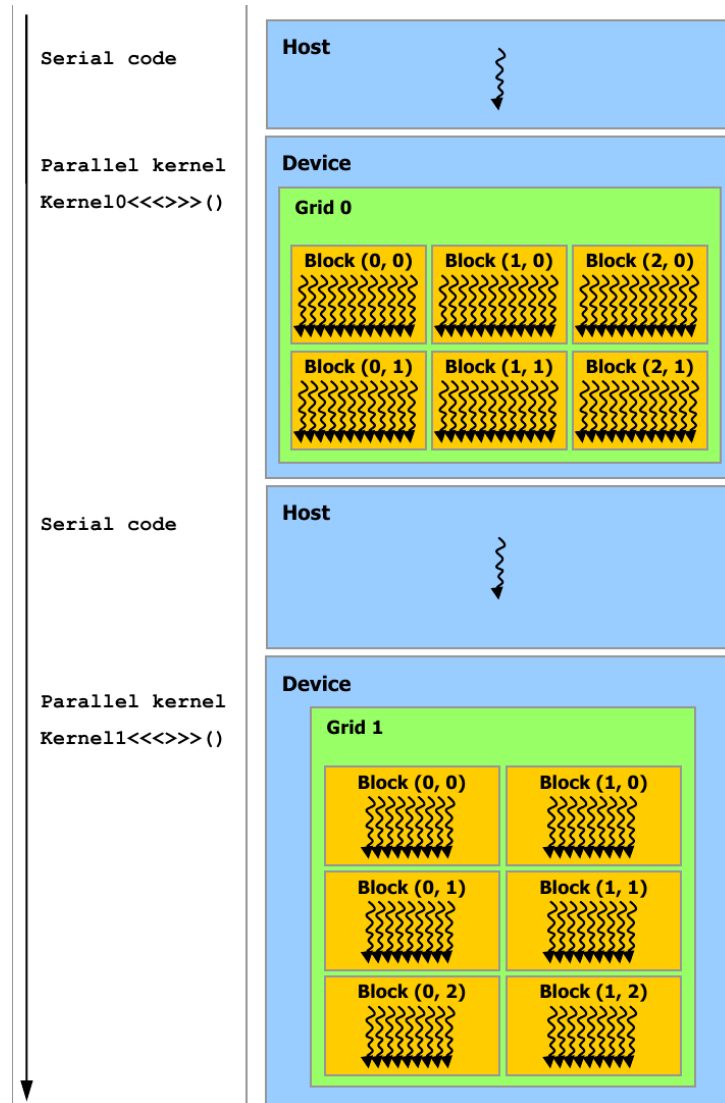 Serial code
Host
Parallel kernel
Kernel0<<<>>>()
Device
Grid 0
Block (0, 0) Block (1, 0) Block (2, 0)
Block (0, 1) Block (1, 1) Block (2, 1)
Serial code
Host
Parallel kernel
Kernel1<<<>>>()
Device
Grid 1
Block (0, 0) Block (1, 0)
Block (0, 1) Block (1, 1)
Block (0, 2) Block (1, 2)